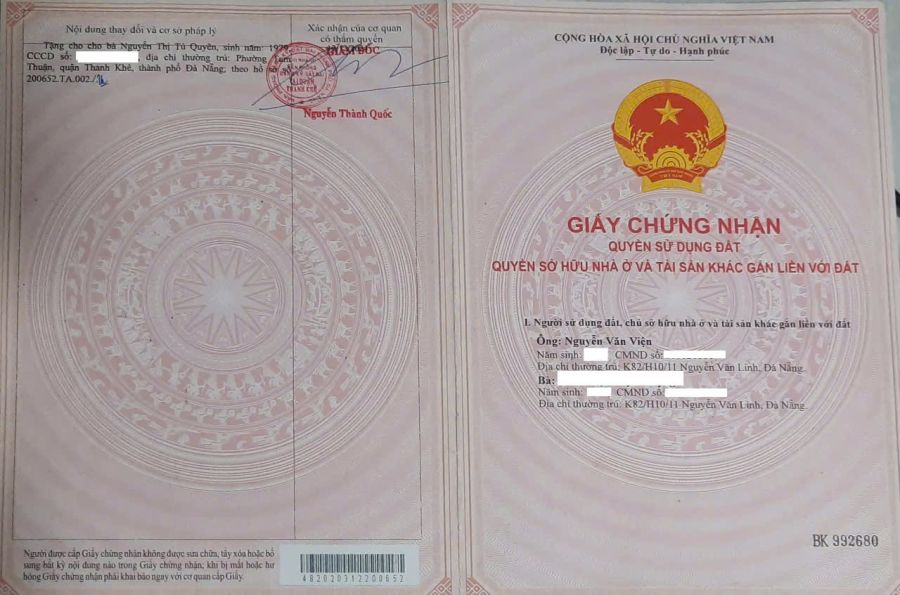 Nội dung thay đổi và cơ sở pháp lý
Xác nhận của cơ quan
có thẩm quyền
Tặng cho cho bà Nguyễn Thị Tú Quyên, sinh năm: 1979,
CCCD số: , địa chỉ thường trú: Phường Tam
Thuận, quận Thanh Khê, thành phố Đà Nẵng; theo hồ sơ
200652.TA.002./.
GIÁM ĐỐC
Nguyễn Thành Quốc
Người được cấp Giấy chứng nhận không được sửa chữa, tẩy xóa hoặc bổ
sung bất kỳ nội dung nào trong Giấy chứng nhận; khi bị mất hoặc hư
hỏng Giấy chứng nhận phải khai báo ngay với cơ quan cấp Giấy.
482020312200652
CỘNG HÒA XÃ HỘI CHỦ NGHĨA VIỆT NAM
Độc lập - Tự do - Hạnh phúc
VIỆT NAM
GIẤY CHỨNG NHẬN
QUYỀN SỬ DỤNG ĐẤT
QUYỀN SỞ HỮU NHÀ Ở VÀ TÀI SẢN KHÁC GẮN LIỀN VỚI ĐẤT
I. Người sử dụng đất, chủ sở hữu nhà ở và tài sản khác gắn liền với đất
Ông: Nguyễn Văn Viện
Năm sinh: CMND số:
Địa chỉ thường trú: K82/H10/11 Nguyễn Văn Linh, Đà Nẵng.
Bà:
Năm sinh: CMND số:
Địa chỉ thường trú: K82/H10/11 Nguyễn Văn Linh, Đà Nẵng.
BK 992680